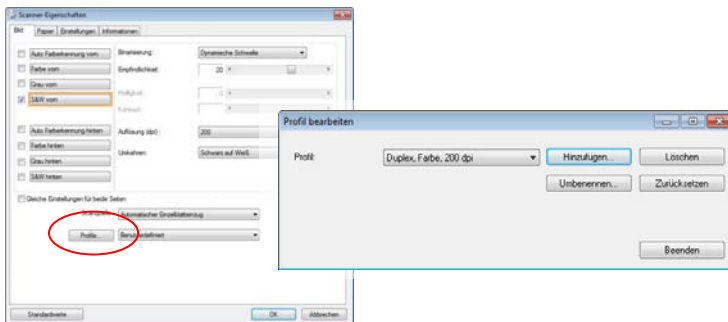 Scanner-Eigenschaften
Bild Papier Einstellungen Informationen
Auto Farberkennung vorn
Farbe vorn
Grau vorn
S&W vorn
Auto Farberkennung hinten
Farbe hinten
Grau hinten
S&W hinten
Binarisierung: Dynamische Schwelle
Empfindlichkeit: 20
Helligkeit: 0
Kontrast:
Auflösung (dpi): 200
Umkehren: Schwarz auf Weiß
Gleiche Einstellungen für beide Seiten
Scanquelle: Automatischer Einzelblatteinzug
Profile... Benutzerdefiniert
Standardwerte OK Abbrechen
Profil bearbeiten
Profil: Duplex, Farbe, 200 dpi Hinzufügen... Löschen
Umbenennen... Zurücksetzen
Beenden